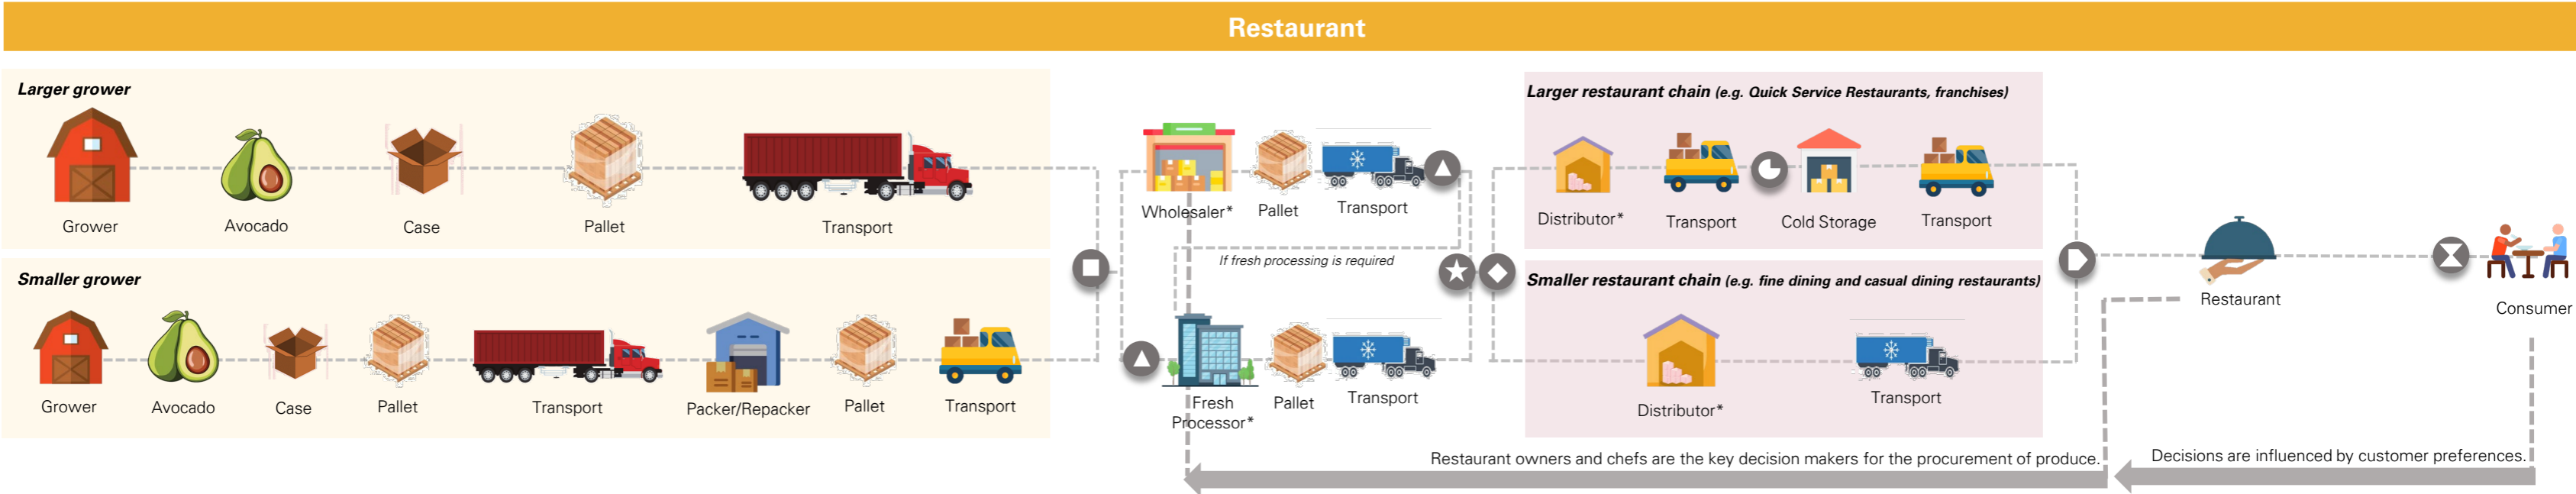 Restaurant
Larger grower
Grower
Avocado
Case
Pallet
Transport
Smaller grower
Grower
Avocado
Case
Pallet
Transport
Packer/Repacker
Pallet
Transport
Wholesaler*
Pallet
Transport
If fresh processing is required
Fresh
Processor*
Pallet
Transport
Larger restaurant chain (e.g. Quick Service Restaurants, franchises)
Distributor*
Transport
Cold Storage
Transport
Smaller restaurant chain (e.g. fine dining and casual dining restaurants)
Distributor*
Transport
Restaurant
Consumer
Restaurant owners and chefs are the key decision makers for the procurement of produce.
Decisions are influenced by customer preferences.